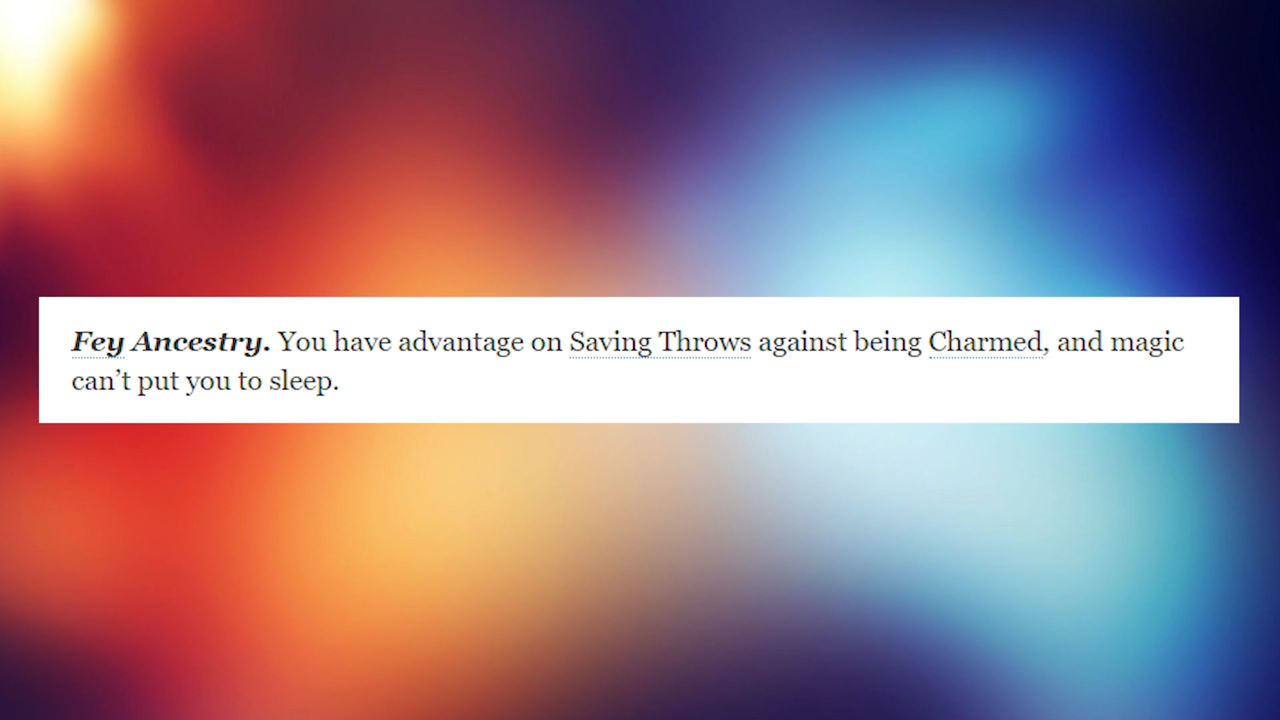 Fey Ancestry. You have advantage on Saving Throws against being Charmed, and magic
can’t put you to sleep.